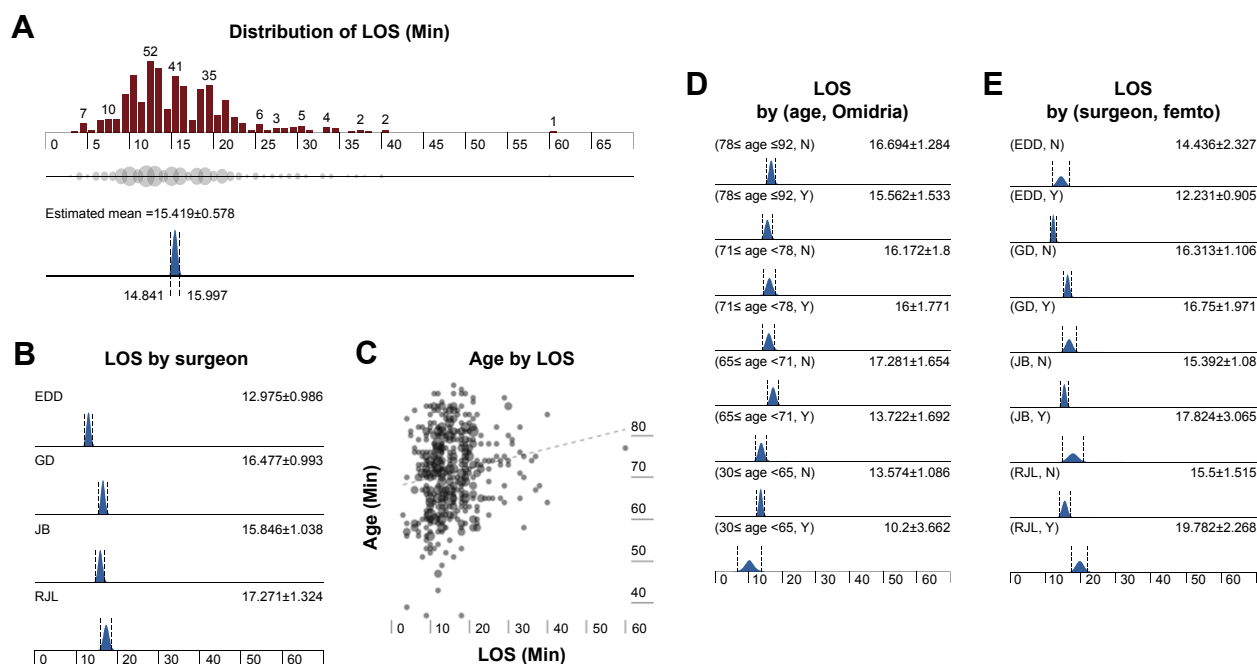 A
Distribution of LOS (Min)
52
41
35
7
10
6
3
5
4
2
2
1
0 5 10 15 20 25 30 35 40 45 50 55 60 65
Estimated mean =15.419±0.578
14.841 15.997
B
LOS by surgeon
EDD 12.975±0.986
GD 16.477±0.993
JB 15.846±1.038
RJL 17.271±1.324
0 10 20 30 40 50 60
C
Age by LOS
Age (Min)
80
70
60
50
40
0 10 20 30 40 50 60
LOS (Min)
D
LOS
by (age, Omidria)
(78≤ age ≤92, N) 16.694±1.284
(78≤ age ≤92, Y) 15.562±1.533
(71≤ age <78, N) 16.172±1.8
(71≤ age <78, Y) 16±1.771
(65≤ age <71, N) 17.281±1.654
(65≤ age <71, Y) 13.722±1.692
(30≤ age <65, N) 13.574±1.086
(30≤ age <65, Y) 10.2±3.662
0 10 20 30 40 50 60
E
LOS
by (surgeon, femto)
(EDD, N) 14.436±2.327
(EDD, Y) 12.231±0.905
(GD, N) 16.313±1.106
(GD, Y) 16.75±1.971
(JB, N) 15.392±1.08
(JB, Y) 17.824±3.065
(RJL, N) 15.5±1.515
(RJL, Y) 19.782±2.268
0 10 20 30 40 50 60